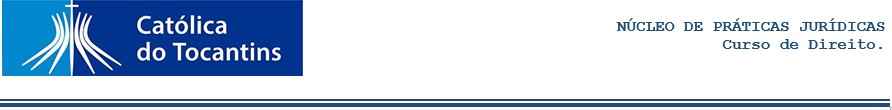 Católica
do Tocantins
NÚCLEO DE PRÁTICAS JURÍDICAS
Curso de Direito.